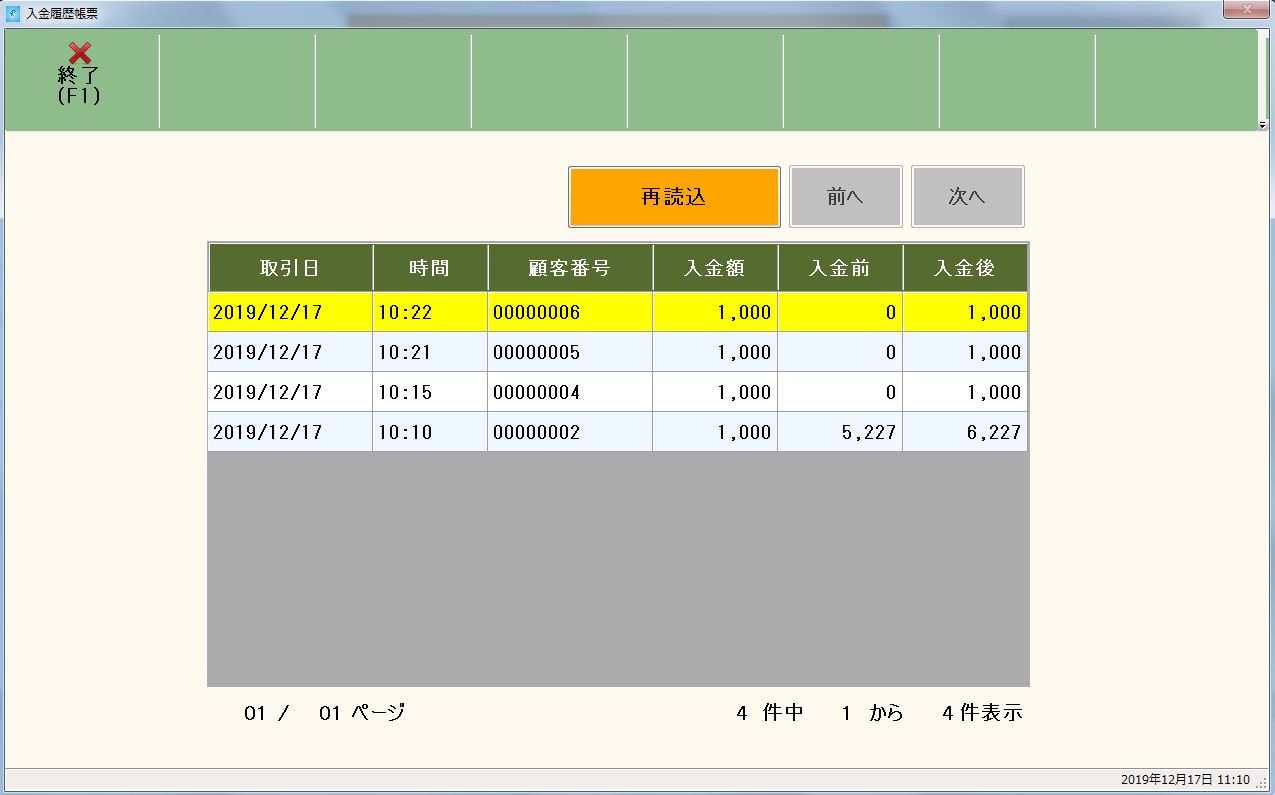 入金履歴帳票
終了
(F1)
再読込 前へ 次へ
取引日 時間 顧客番号 入金額 入金前 入金後
2019/12/17 10:22 00000006 1,000 0 1,000
2019/12/17 10:21 00000005 1,000 0 1,000
2019/12/17 10:15 00000004 1,000 0 1,000
2019/12/17 10:10 00000002 1,000 5,227 6,227
01 / 01 ページ 4 件中 1 から 4 件表示
2019年12月17日 11:10